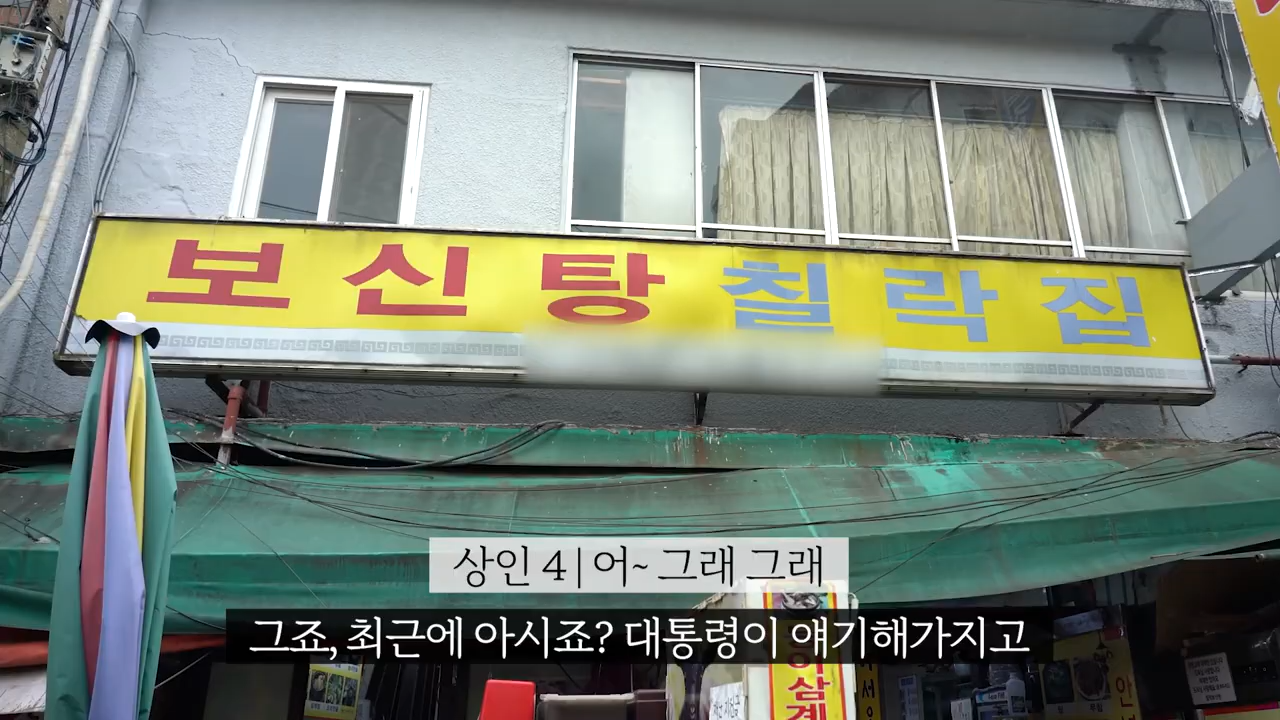 보신탕 칠락집
상인 4 | 어~ 그래 그래
그죠, 최근에 아시죠? 대통령이 얘기해가지고